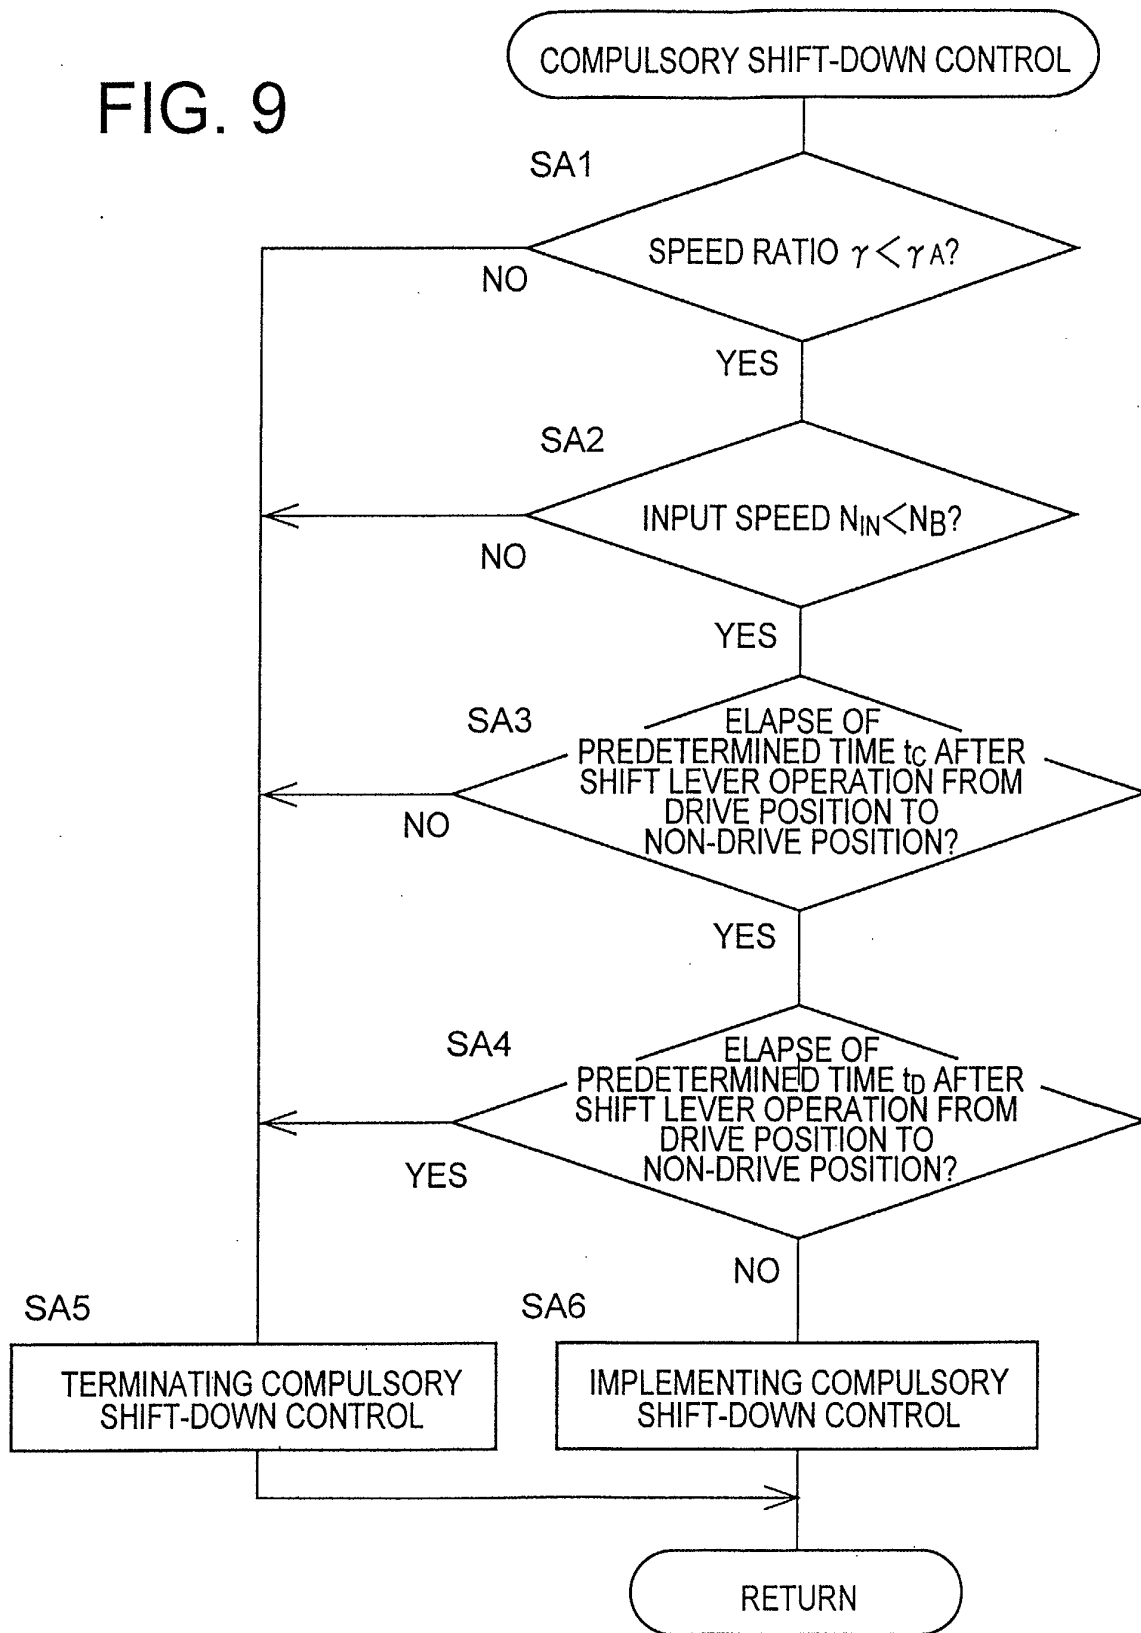 FIG. 9
COMPULSORY SHIFT-DOWN CONTROL
SA1
SPEED RATIO γ<γA?
NO
YES
SA2
INPUT SPEED NIN<NB?
NO
YES
SA3
ELAPSE OF
PREDETERMINED TIME tC AFTER
SHIFT LEVER OPERATION FROM
DRIVE POSITION TO
NON-DRIVE POSITION?
NO
YES
SA4
ELAPSE OF
PREDETERMINED TIME tD AFTER
SHIFT LEVER OPERATION FROM
DRIVE POSITION TO
NON-DRIVE POSITION?
YES
NO
SA5
TERMINATING COMPULSORY
SHIFT-DOWN CONTROL
SA6
IMPLEMENTING COMPULSORY
SHIFT-DOWN CONTROL
RETURN